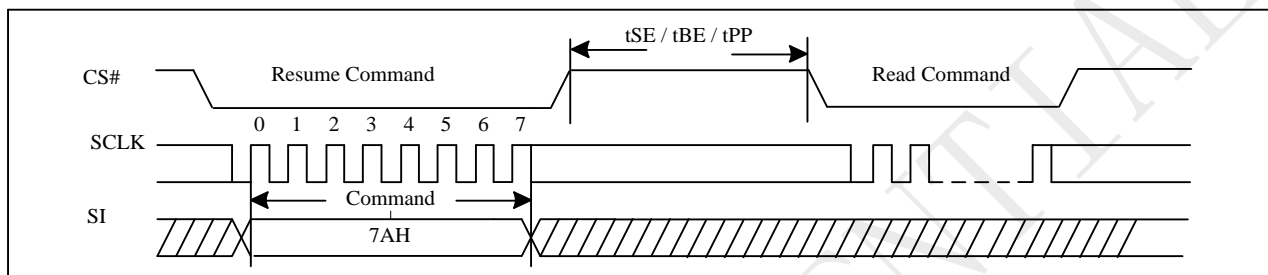 tSE / tBE / tPP
CS# Resume Command Read Command
0 1 2 3 4 5 6 7
SCLK
Command
SI
7AH